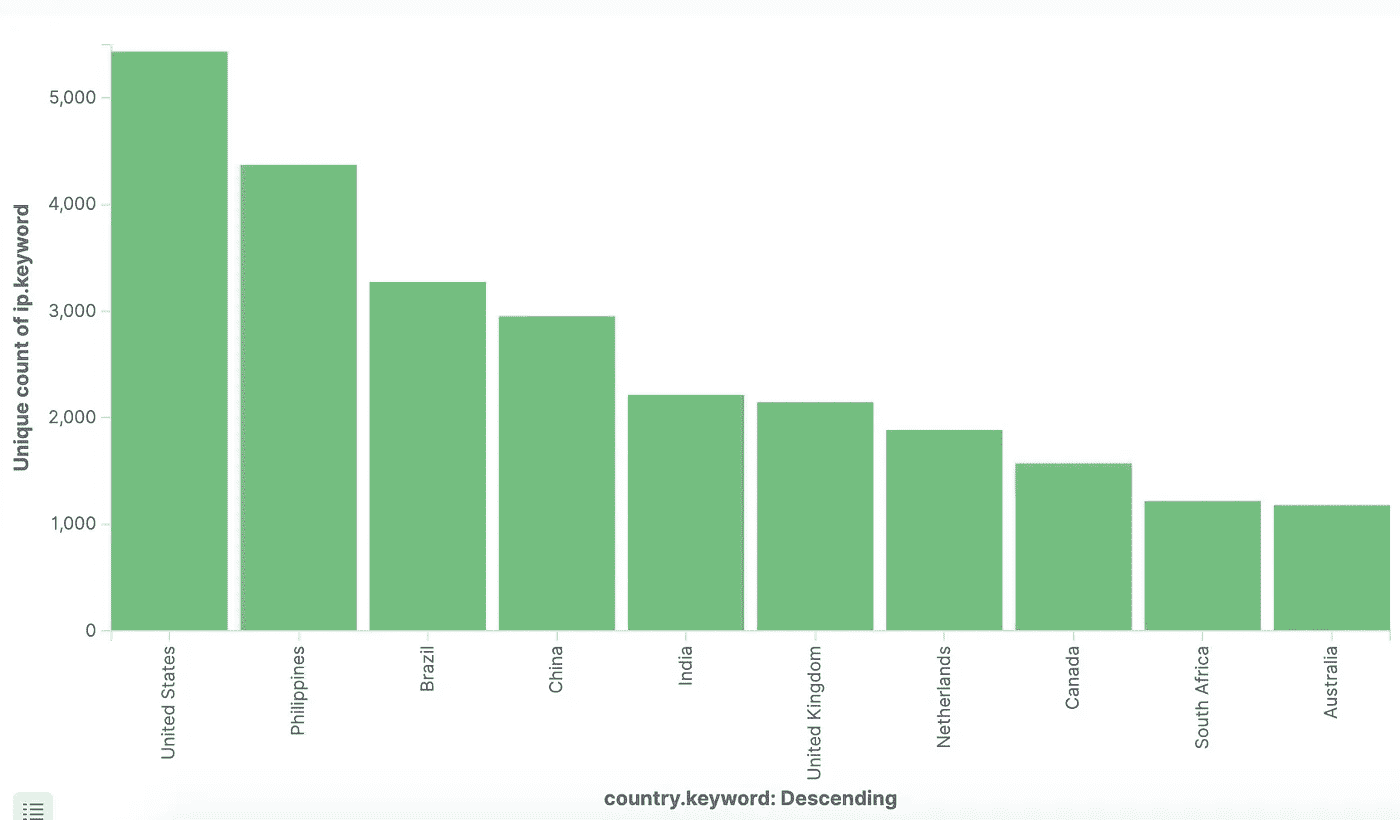 5,000
4,000
3,000
2,000
1,000
0
Unique count of ip.keyword
United States
Philippines
Brazil
China
India
United Kingdom
Netherlands
Canada
South Africa
Australia
country.keyword: Descending